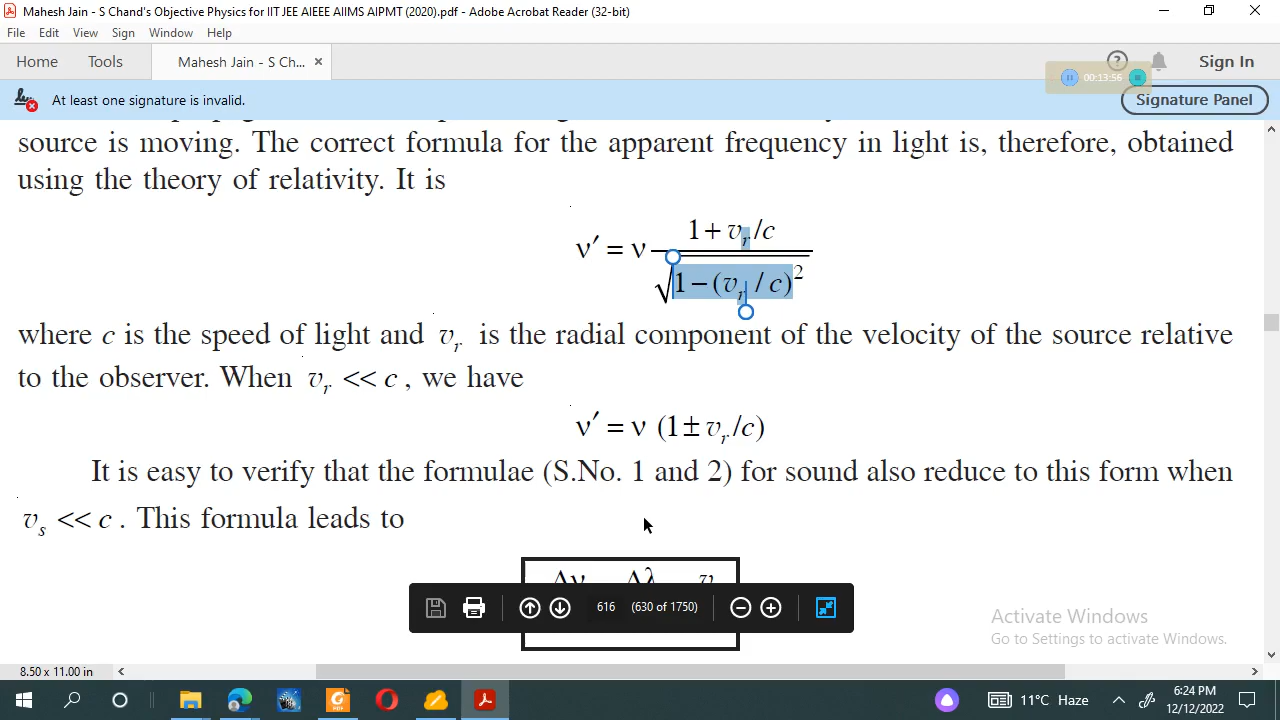 Mahesh Jain - S Chand's Objective Physics for IIT JEE AIEEE AIIMS AIPMT (2020).pdf - Adobe Acrobat Reader (32-bit)
File Edit View Sign Window Help
Home Tools Mahesh Jain - S Ch... × ? Sign In
00:13:56
At least one signature is invalid. Signature Panel
source is moving. The correct formula for the apparent frequency in light is, therefore, obtained
using the theory of relativity. It is
ν′ = ν (1 + v_r/c) / √(1 − (v_r / c)²)
where c is the speed of light and v_r is the radial component of the velocity of the source relative
to the observer. When v_r << c, we have
ν′ = ν (1 ± v_r/c)
It is easy to verify that the formulae (S.No. 1 and 2) for sound also reduce to this form when
v_s << c. This formula leads to
Δν Δλ v
616 (630 of 1750)
Activate Windows
Go to Settings to activate Windows.
8.50 x 11.00 in
11°C Haze
6:24 PM
12/12/2022